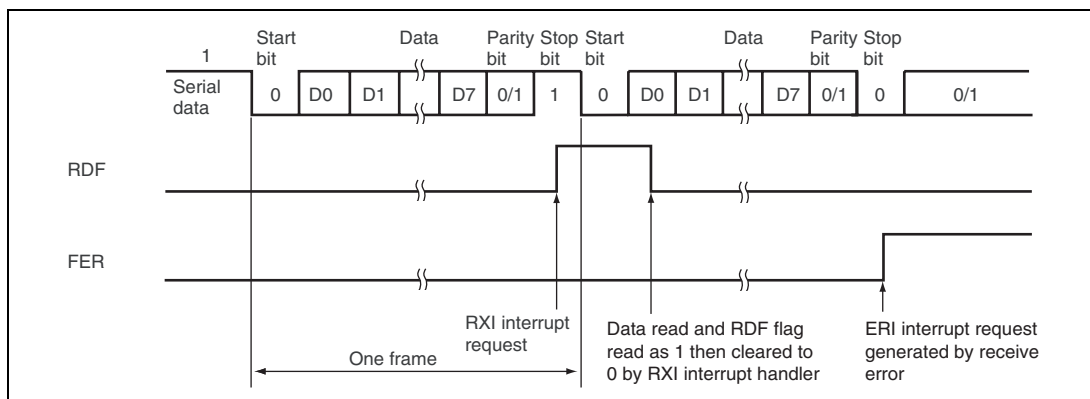 1
Start
bit
Data
Parity
bit
Stop
bit
Start
bit
Data
Parity
bit
Stop
bit
Serial
data
0 D0 D1 D7 0/1 1 0 D0 D1 D7 0/1 0 0/1
RDF
FER
RXI interrupt
request
Data read and RDF flag
read as 1 then cleared to
0 by RXI interrupt handler
ERI interrupt request
generated by receive
error
One frame